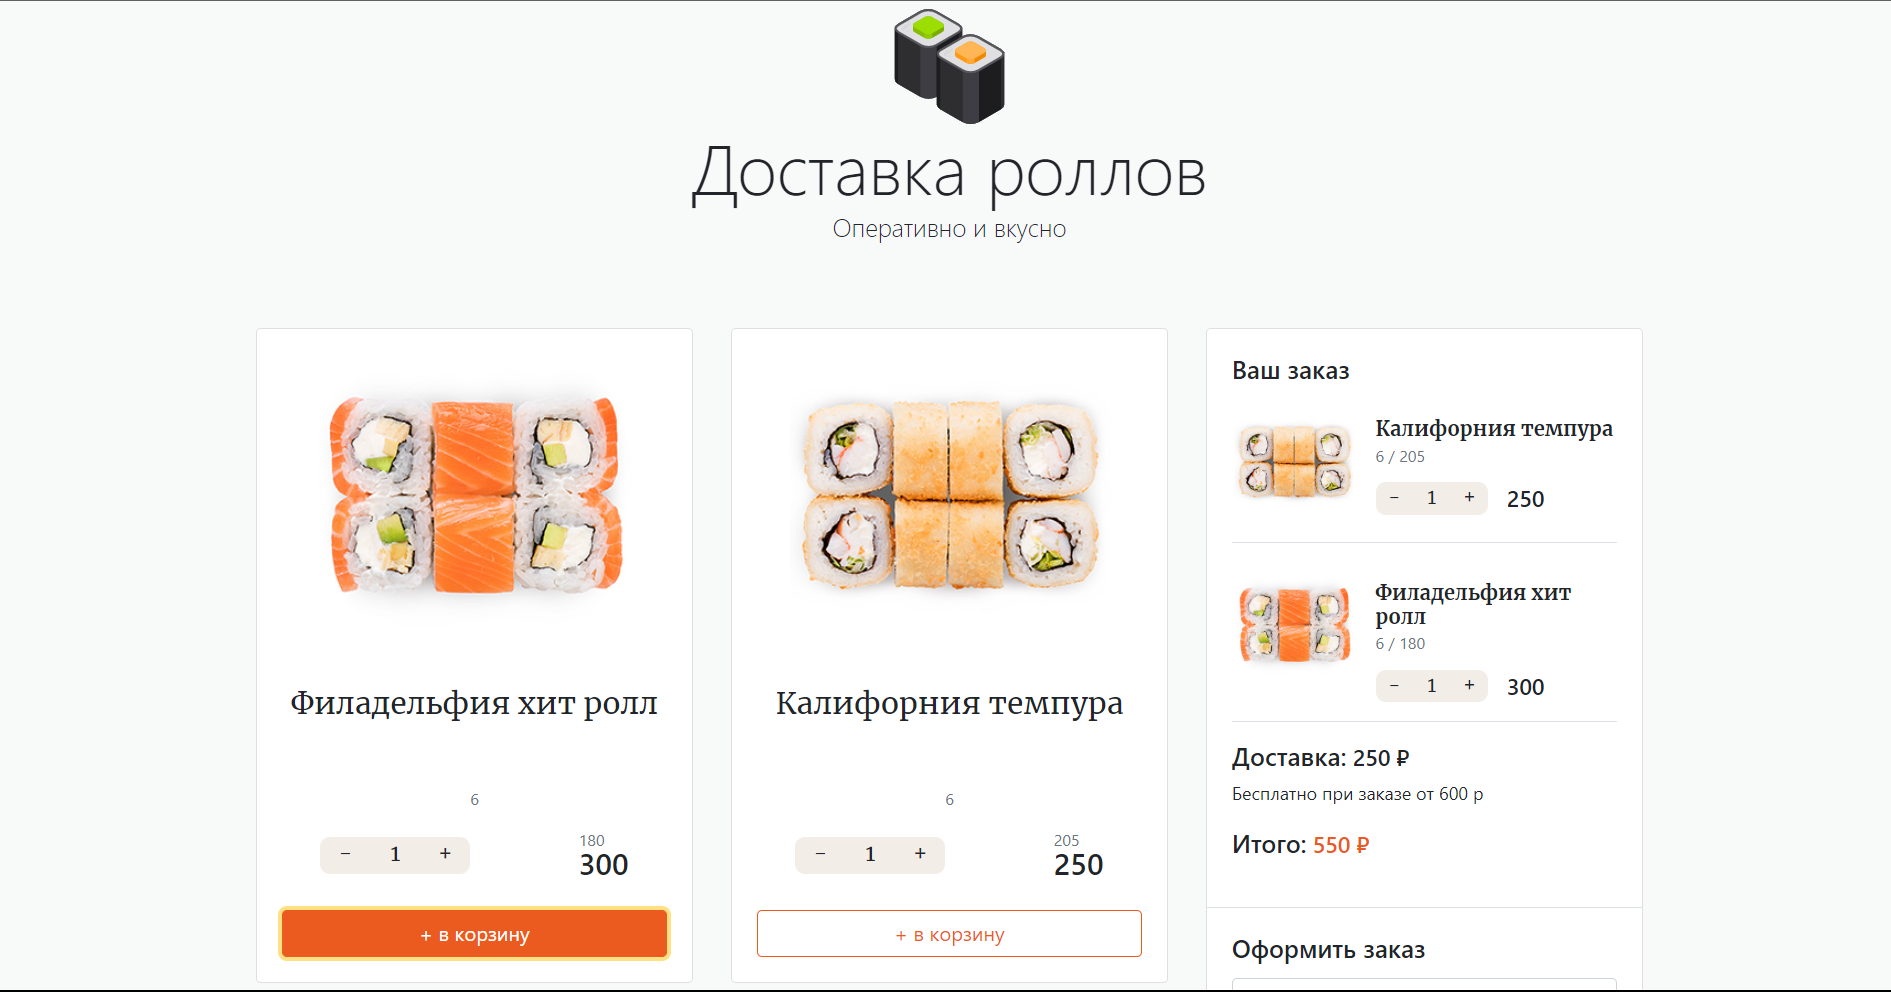 Доставка роллов
Оперативно и вкусно
Филадельфия хит ролл
6
− 1 +
180
300
+ в корзину
Калифорния темпура
6
− 1 +
205
250
+ в корзину
Ваш заказ
Калифорния темпура
6 / 205
− 1 + 250
Филадельфия хит
ролл
6 / 180
− 1 + 300
Доставка: 250 ₽
Бесплатно при заказе от 600 р
Итого: 550 ₽
Оформить заказ